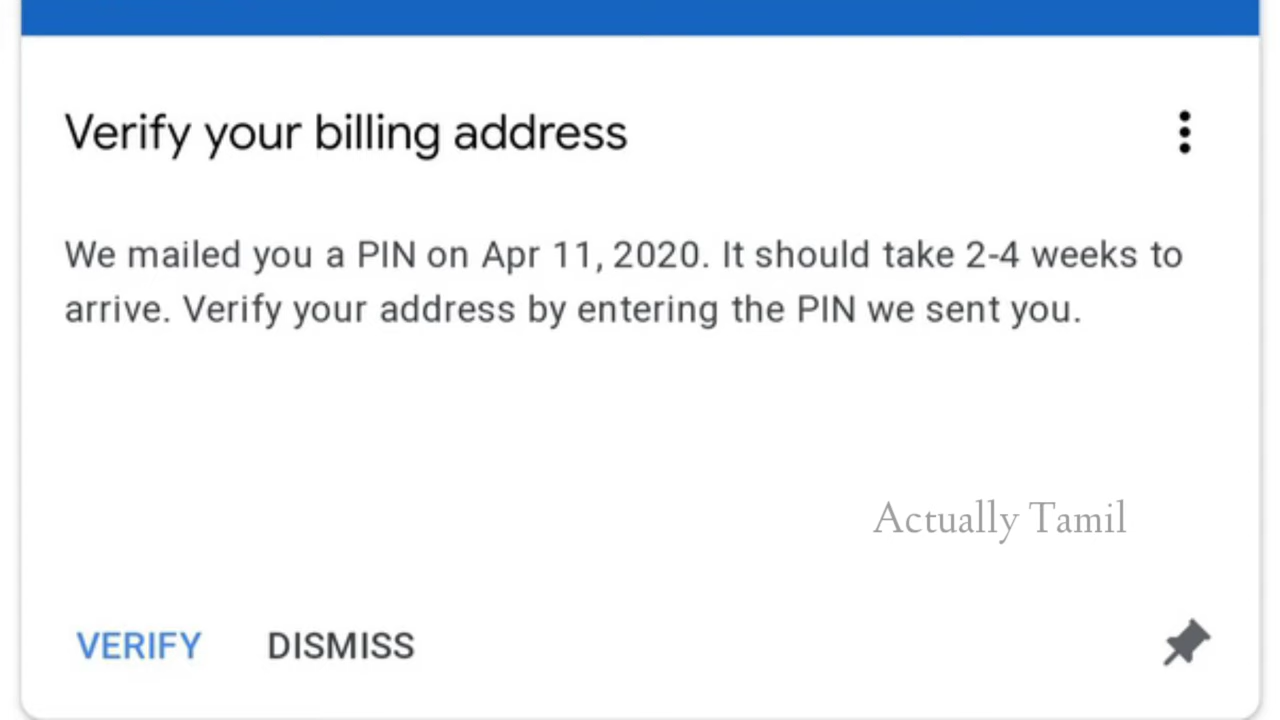 Verify your billing address
We mailed you a PIN on Apr 11, 2020. It should take 2-4 weeks to
arrive. Verify your address by entering the PIN we sent you.
Actually Tamil
VERIFY DISMISS